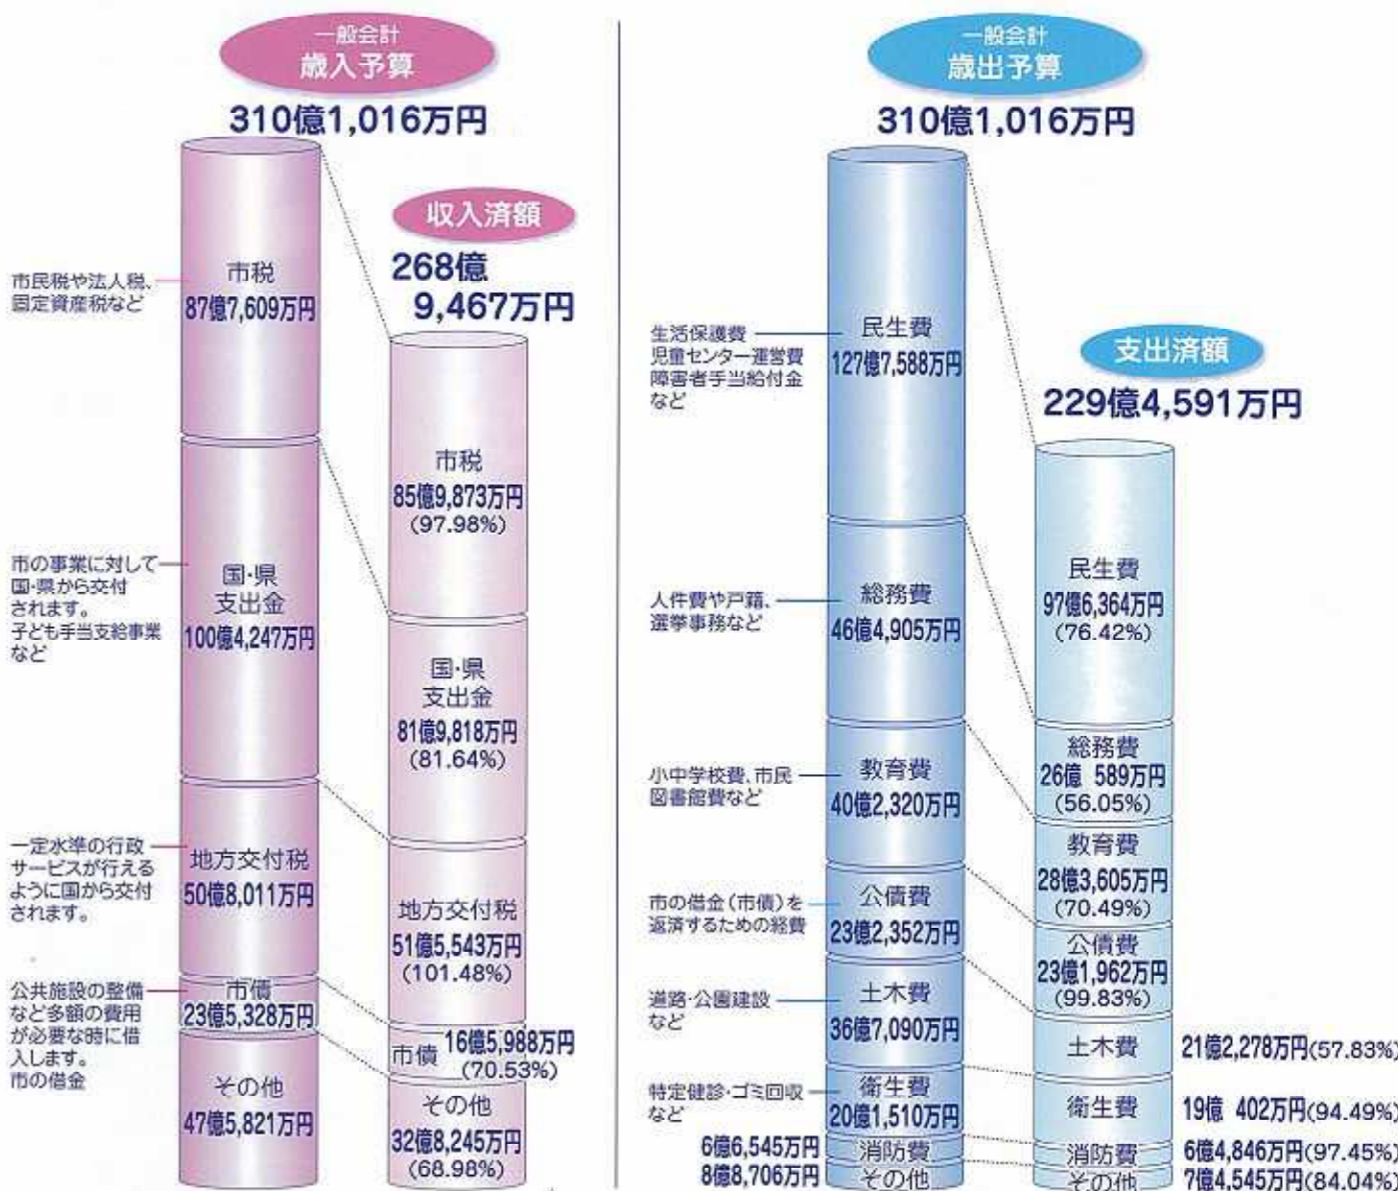 一般会計
歳入予算
310億1,016万円
市民税や法人税、
固定資産税など
市税
87億7,609万円
市の事業に対して
国・県から交付
されます。
子ども手当支給事業
など
国・県
支出金
100億4,247万円
一定水準の行政
サービスが行える
ように国から交付
されます。
地方交付税
50億8,011万円
公共施設の整備
など多額の費用
が必要な時に借
入します。
市の借金
市債
23億5,328万円
その他
47億5,821万円
収入済額
268億
9,467万円
市税
85億9,873万円
(97.98%)
国・県
支出金
81億9,818万円
(81.64%)
地方交付税
51億5,543万円
(101.48%)
市債 16億5,988万円
(70.53%)
その他
32億8,245万円
(68.98%)
一般会計
歳出予算
310億1,016万円
生活保護費
児童センター運営費
障害者手当給付金
など
民生費
127億7,588万円
人件費や戸籍、
選挙事務など
総務費
46億4,905万円
小中学校費、市民
図書館費など
教育費
40億2,320万円
市の借金(市債)を
返済するための経費
公債費
23億2,352万円
道路・公園建設
など
土木費
36億7,090万円
特定健診・ゴミ回収
など
衛生費
20億1,510万円
6億6,545万円 消防費
8億8,706万円 その他
支出済額
229億4,591万円
民生費
97億6,364万円
(76.42%)
総務費
26億 589万円
(56.05%)
教育費
28億3,605万円
(70.49%)
公債費
23億1,962万円
(99.83%)
土木費 21億2,278万円(57.83%)
衛生費 19億 402万円(94.49%)
消防費 6億4,846万円(97.45%)
その他 7億4,545万円(84.04%)